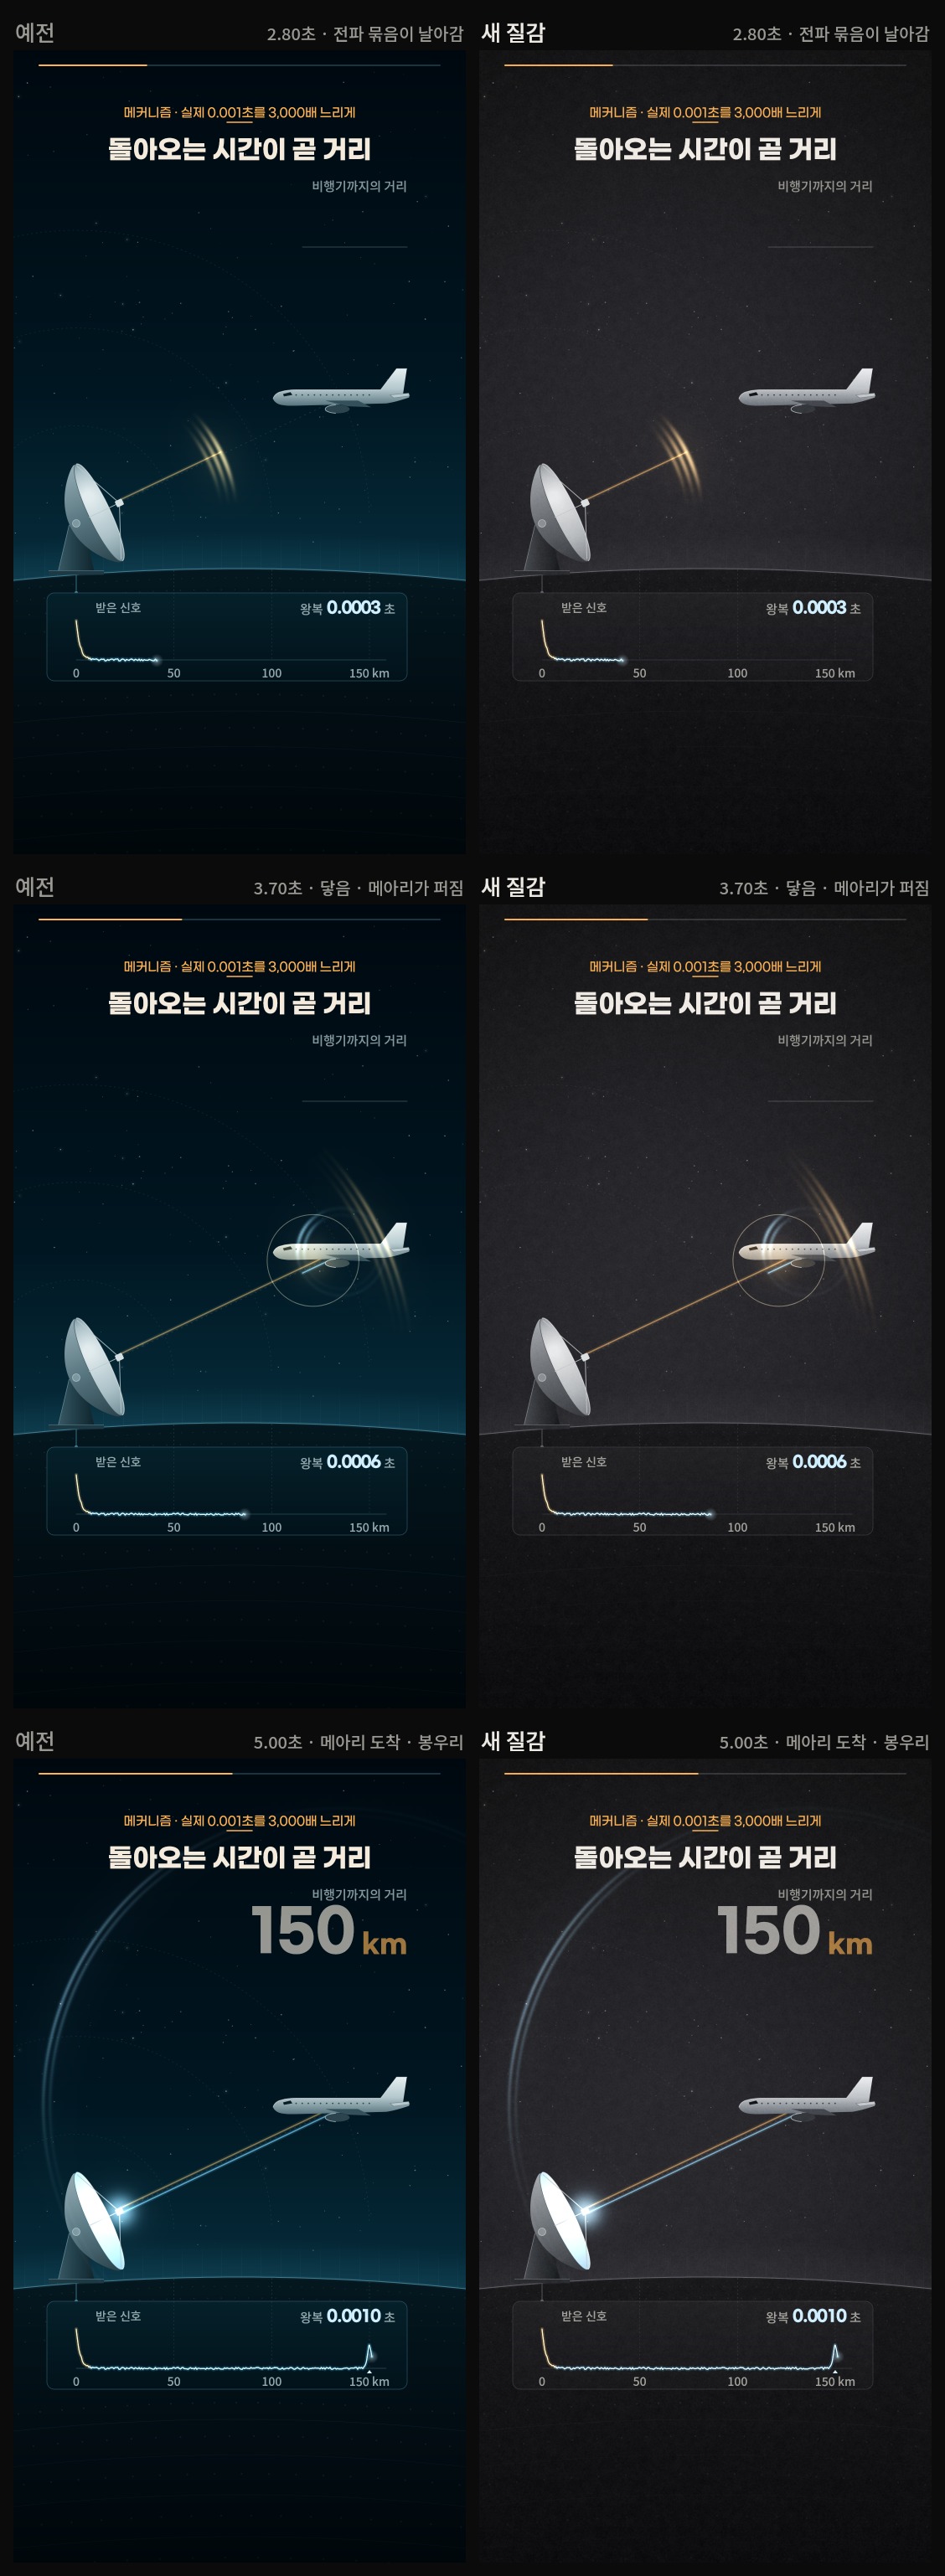 예전
2.80초 · 전파 묶음이 날아감
메커니즘 · 실제 0.001초를 3,000배 느리게
돌아오는 시간이 곧 거리
비행기까지의 거리
받은 신호
왕복 0.0003 초
0 50 100 150 km
새 질감
2.80초 · 전파 묶음이 날아감
메커니즘 · 실제 0.001초를 3,000배 느리게
돌아오는 시간이 곧 거리
비행기까지의 거리
받은 신호
왕복 0.0003 초
0 50 100 150 km
예전
3.70초 · 닿음 · 메아리가 퍼짐
메커니즘 · 실제 0.001초를 3,000배 느리게
돌아오는 시간이 곧 거리
비행기까지의 거리
받은 신호
왕복 0.0006 초
0 50 100 150 km
새 질감
3.70초 · 닿음 · 메아리가 퍼짐
메커니즘 · 실제 0.001초를 3,000배 느리게
돌아오는 시간이 곧 거리
비행기까지의 거리
받은 신호
왕복 0.0006 초
0 50 100 150 km
예전
5.00초 · 메아리 도착 · 봉우리
메커니즘 · 실제 0.001초를 3,000배 느리게
돌아오는 시간이 곧 거리
비행기까지의 거리
150 km
받은 신호
왕복 0.0010 초
0 50 100 150 km
새 질감
5.00초 · 메아리 도착 · 봉우리
메커니즘 · 실제 0.001초를 3,000배 느리게
돌아오는 시간이 곧 거리
비행기까지의 거리
150 km
받은 신호
왕복 0.0010 초
0 50 100 150 km